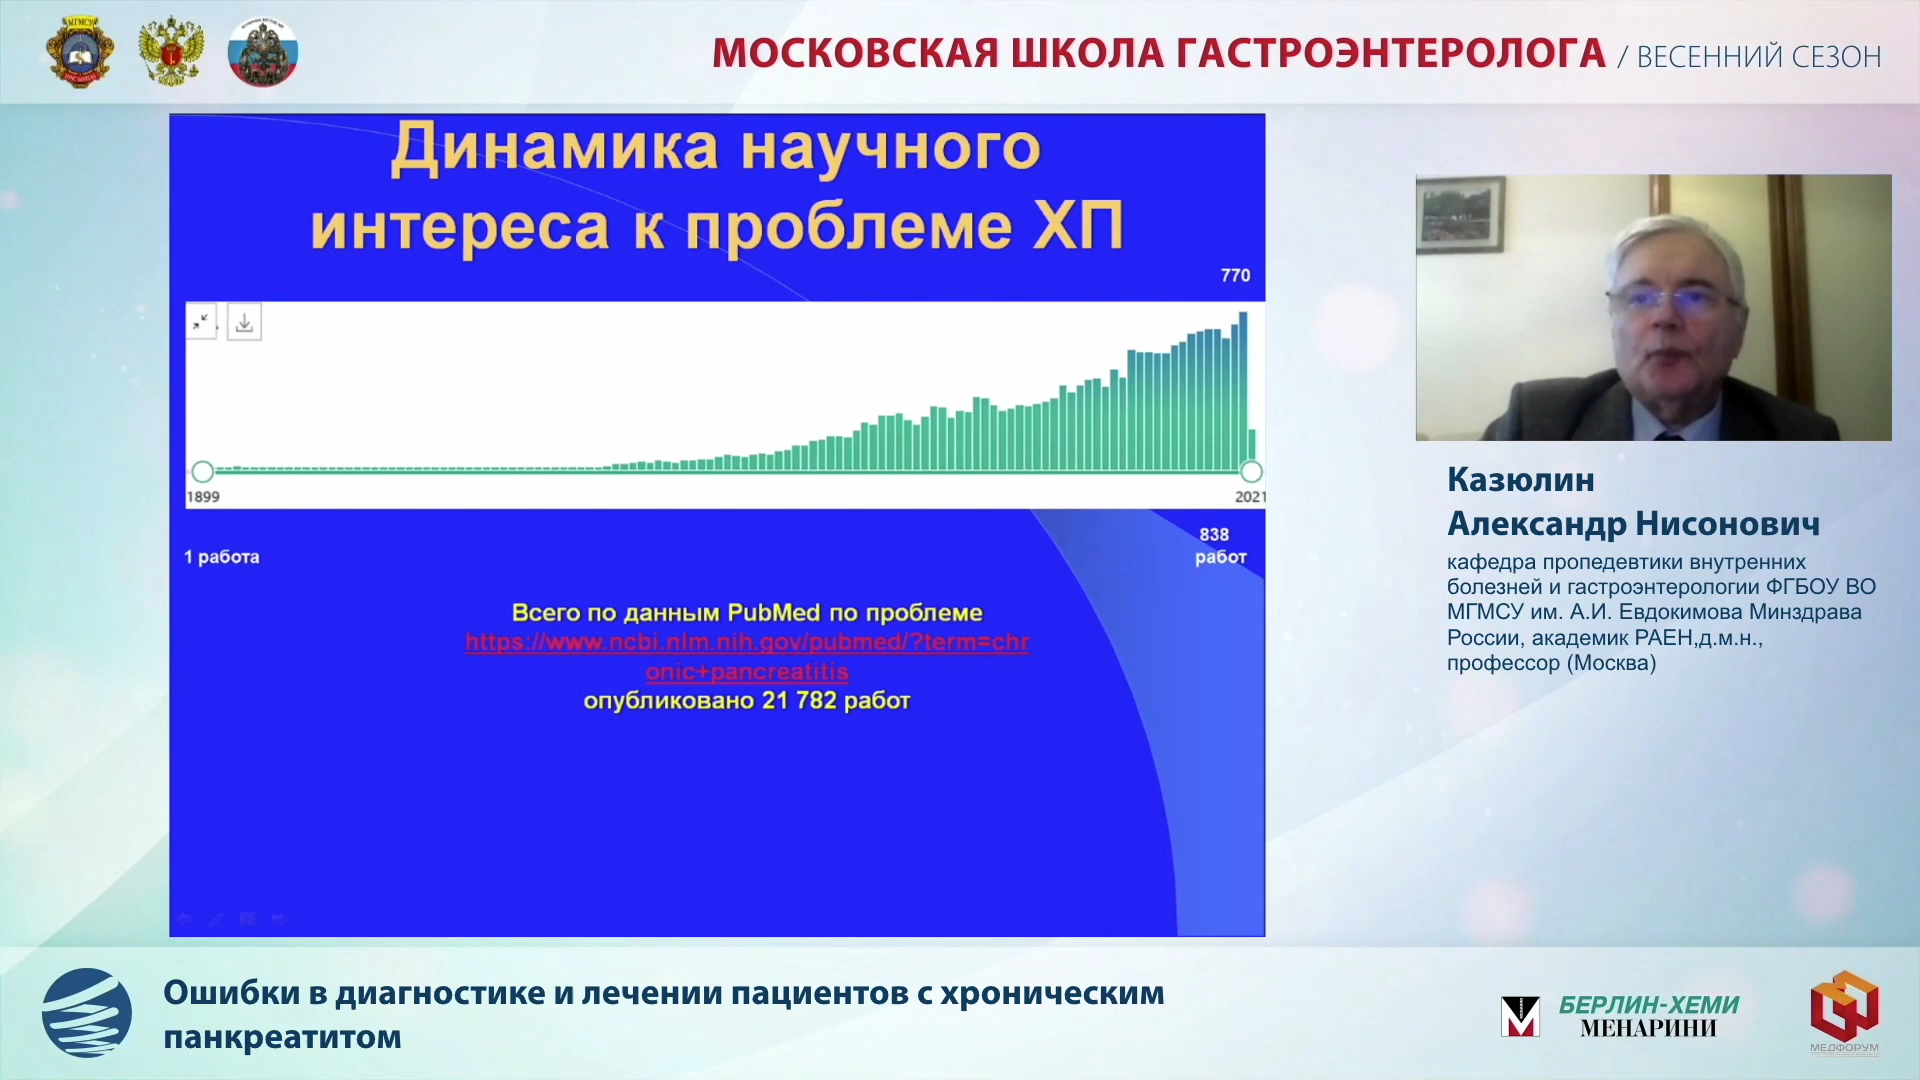 МГМСУ
МОСКОВСКАЯ ШКОЛА ГАСТРОЭНТЕРОЛОГА / ВЕСЕННИЙ СЕЗОН
Динамика научного
интереса к проблеме ХП
770
1899
2021
1 работа
838
работ
Всего по данным PubMed по проблеме
https://www.ncbi.nlm.nih.gov/pubmed/?term=chr
onic+pancreatitis
опубликовано 21 782 работ
Казюлин
Александр Нисонович
кафедра пропедевтики внутренних
болезней и гастроэнтерологии ФГБОУ ВО
МГМСУ им. А.И. Евдокимова Минздрава
России, академик РАЕН,д.м.н.,
профессор (Москва)
Ошибки в диагностике и лечении пациентов с хроническим
панкреатитом
БЕРЛИН-ХЕМИ
МЕНАРИНИ
МЕДФОРУМ